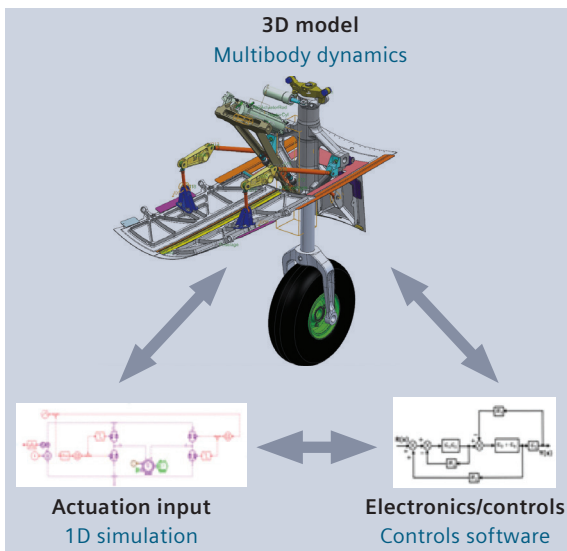 3D model
Multibody dynamics
Actuation input
1D simulation
Electronics/controls
Controls software